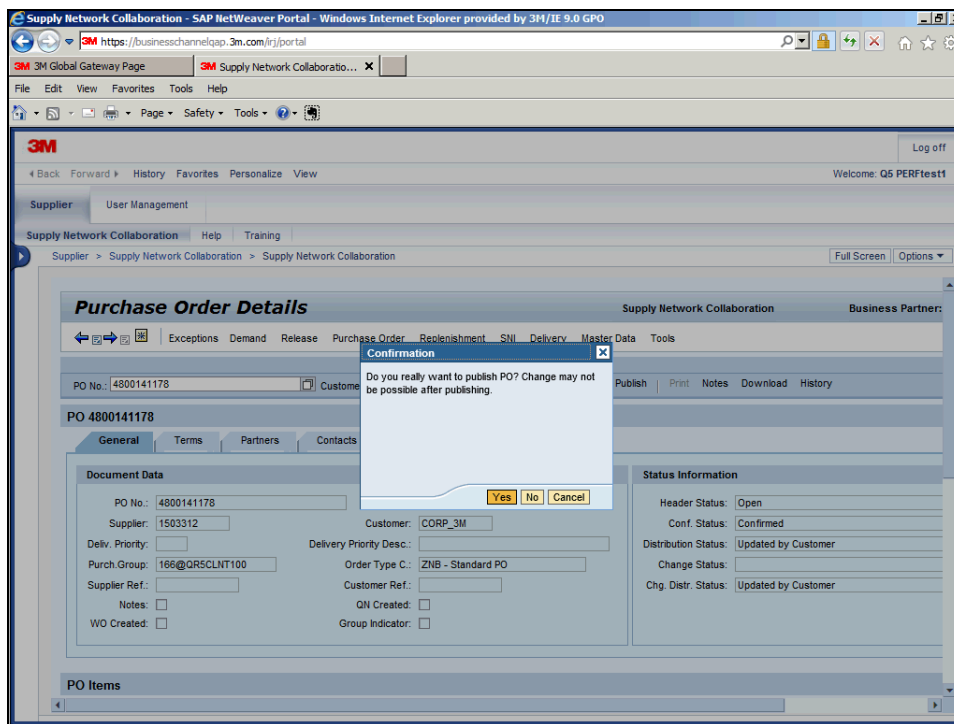 Supply Network Collaboration - SAP NetWeaver Portal - Windows Internet Explorer provided by 3M/IE 9.0 GPO
3M https://businesschannelqap.3m.com/irj/portal
3M 3M Global Gateway Page
3M Supply Network Collaboratio... X
File Edit View Favorites Tools Help
Page Safety Tools
3M
Log off
Back Forward History Favorites Personalize View
Welcome: Q5 PERFtest1
Supplier User Management
Supply Network Collaboration Help Training
Supplier > Supply Network Collaboration > Supply Network Collaboration
Full Screen Options
Purchase Order Details
Supply Network Collaboration
Business Partner:
Exceptions Demand Release Purchase Order Replenishment SNI Delivery Master Data Tools
Confirmation
Do you really want to publish PO? Change may not
be possible after publishing.
Yes No Cancel
PO No.: 4800141178
Custome
Publish Print Notes Download History
PO 4800141178
General Terms Partners Contacts
Document Data
PO No.: 4800141178
Supplier: 1503312
Customer: CORP_3M
Deliv. Priority:
Delivery Priority Desc.:
Purch.Group: 166@QR5CLNT100
Order Type C.: ZNB - Standard PO
Supplier Ref.:
Customer Ref.:
Notes:
QN Created:
WO Created:
Group Indicator:
Status Information
Header Status: Open
Conf. Status: Confirmed
Distribution Status: Updated by Customer
Change Status:
Chg. Distr. Status: Updated by Customer
PO Items